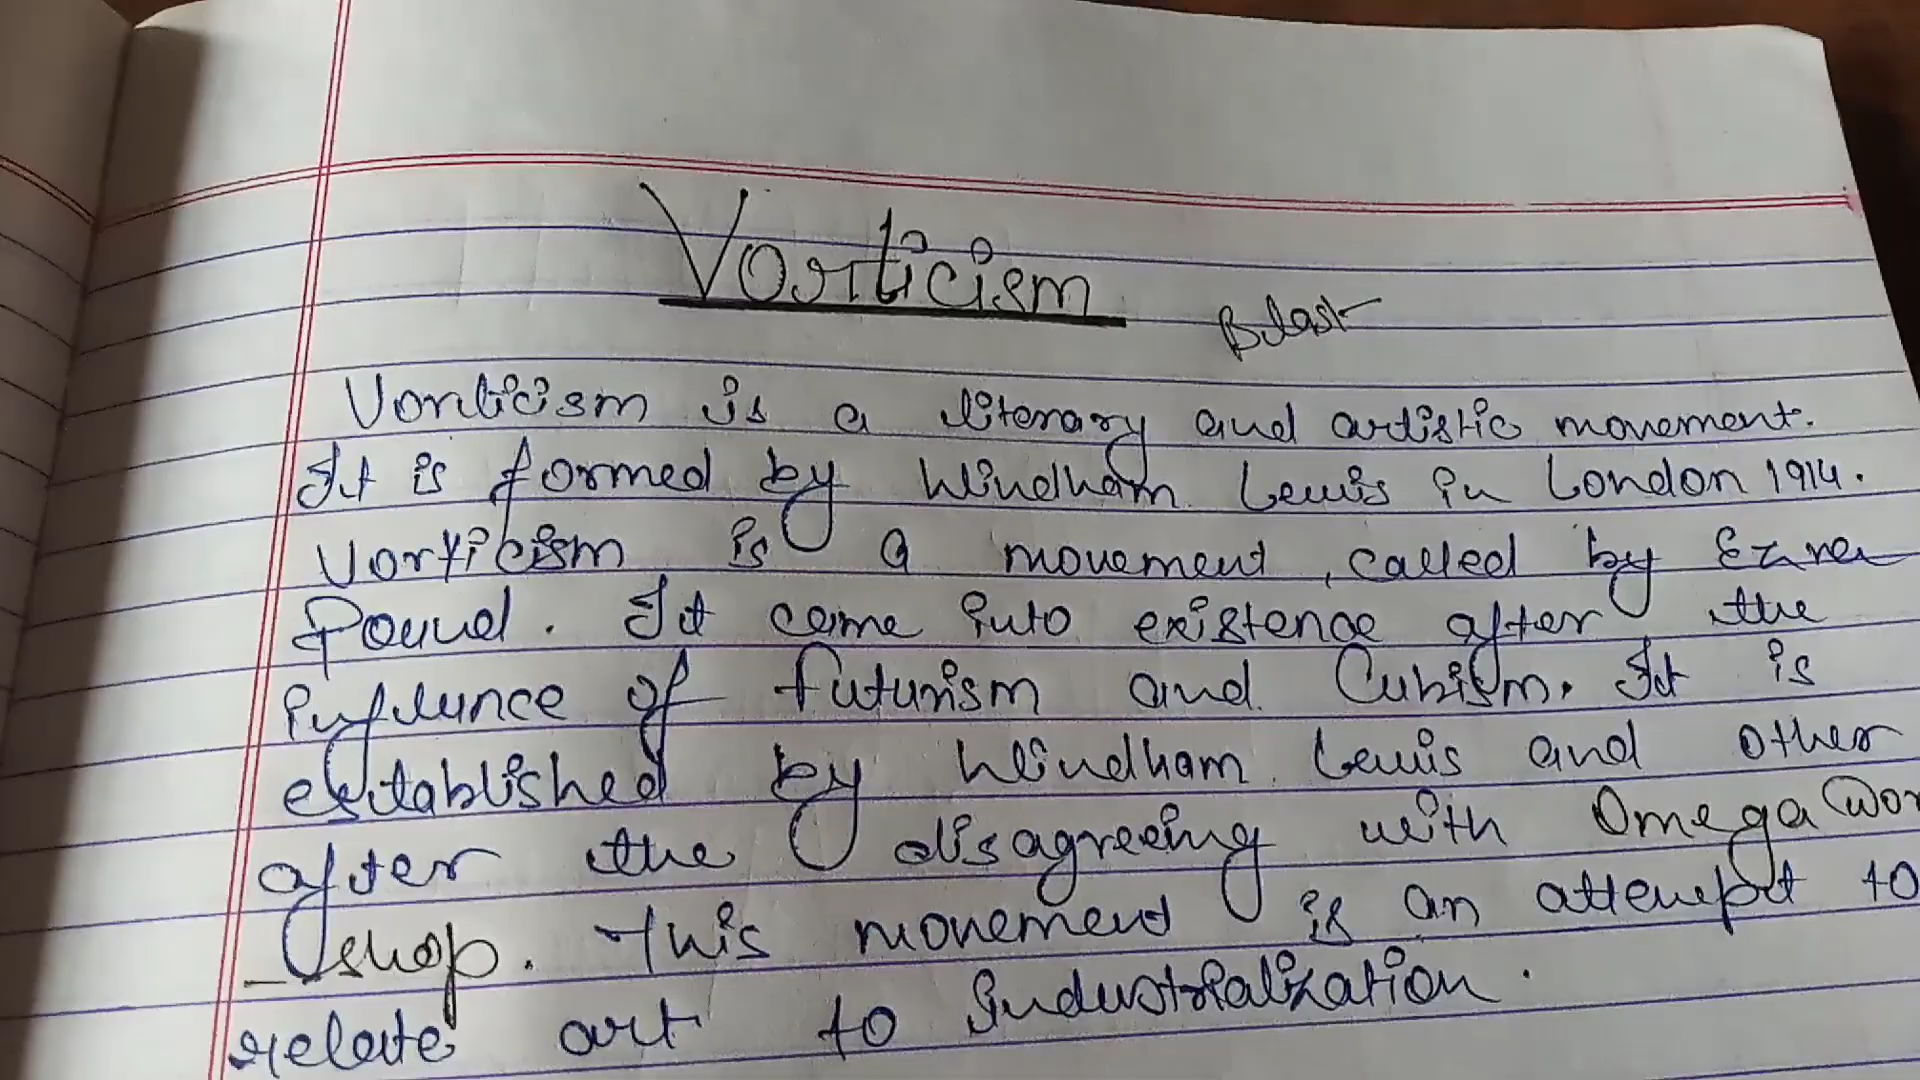 Vorticism
Blast
Vorticism is a literary and artistic movement.
It is formed by Windham Lewis in London 1914.
Vorticism is a movement, called by Ezra
Pound. It came into existence after the
influnce of futurism and Cubism. It is
established by Windham Lewis and other
after the disagreeing with Omega Wor
_shop. This movement is an attempt to
relate art to Industrialization.